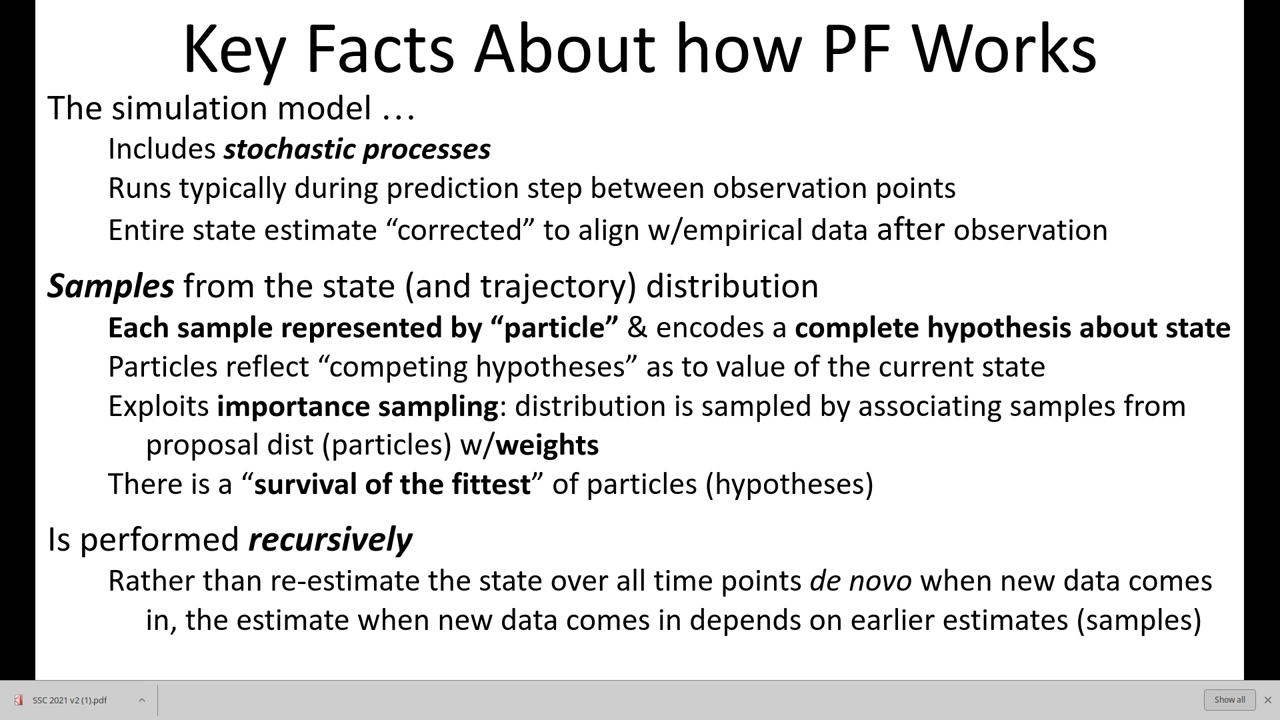 Key Facts About how PF Works
The simulation model …
Includes stochastic processes
Runs typically during prediction step between observation points
Entire state estimate “corrected” to align w/empirical data after observation
Samples from the state (and trajectory) distribution
Each sample represented by “particle” & encodes a complete hypothesis about state
Particles reflect “competing hypotheses” as to value of the current state
Exploits importance sampling: distribution is sampled by associating samples from
proposal dist (particles) w/weights
There is a “survival of the fittest” of particles (hypotheses)
Is performed recursively
Rather than re-estimate the state over all time points de novo when new data comes
in, the estimate when new data comes in depends on earlier estimates (samples)
SSC 2021 v2 (1).pdf
Show all